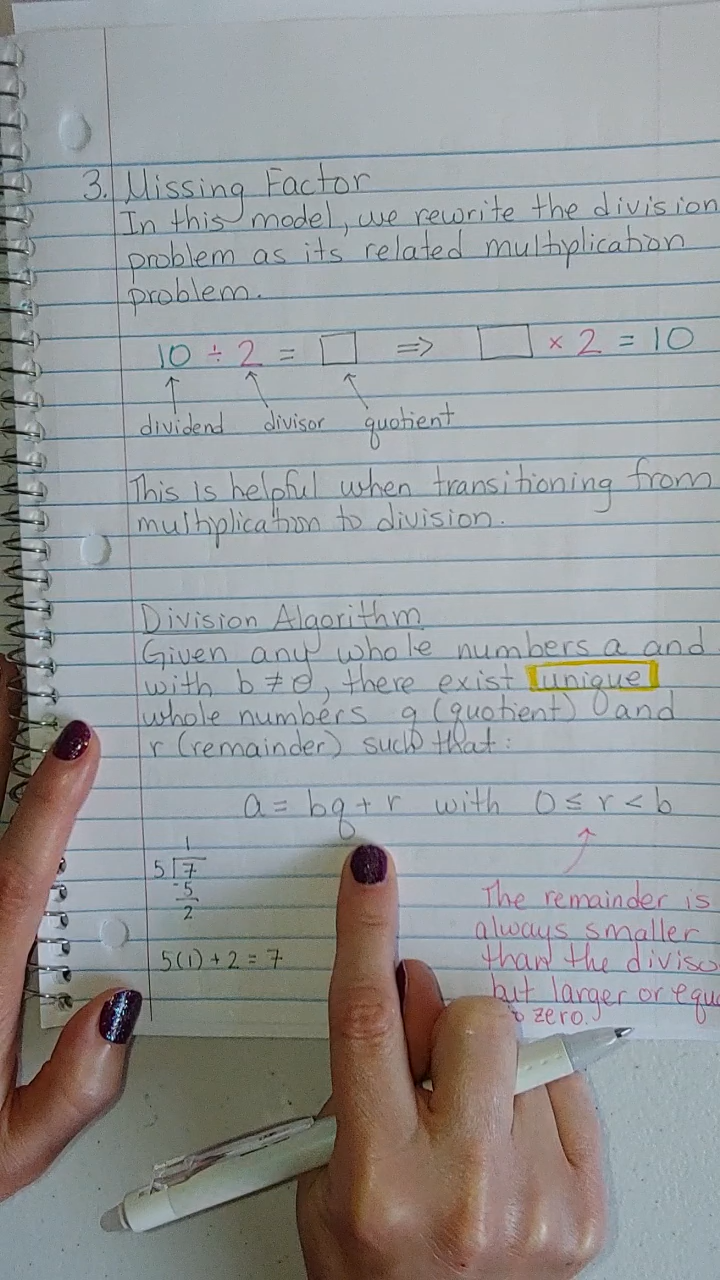 3. Missing Factor
In this model, we rewrite the division
problem as its related multiplication
problem.
10 ÷ 2 = □ ⇒ □ × 2 = 10
dividend divisor quotient
This is helpful when transitioning from
multiplication to division.
Division Algorithm
Given any whole numbers a and
with b ≠ 0, there exist unique
whole numbers q (quotient) and
r (remainder) such that:
a = bq + r with 0 ≤ r < b
1
5 7
-5
2
5(1) + 2 = 7
The remainder is
always smaller
than the
but larger or
zero.